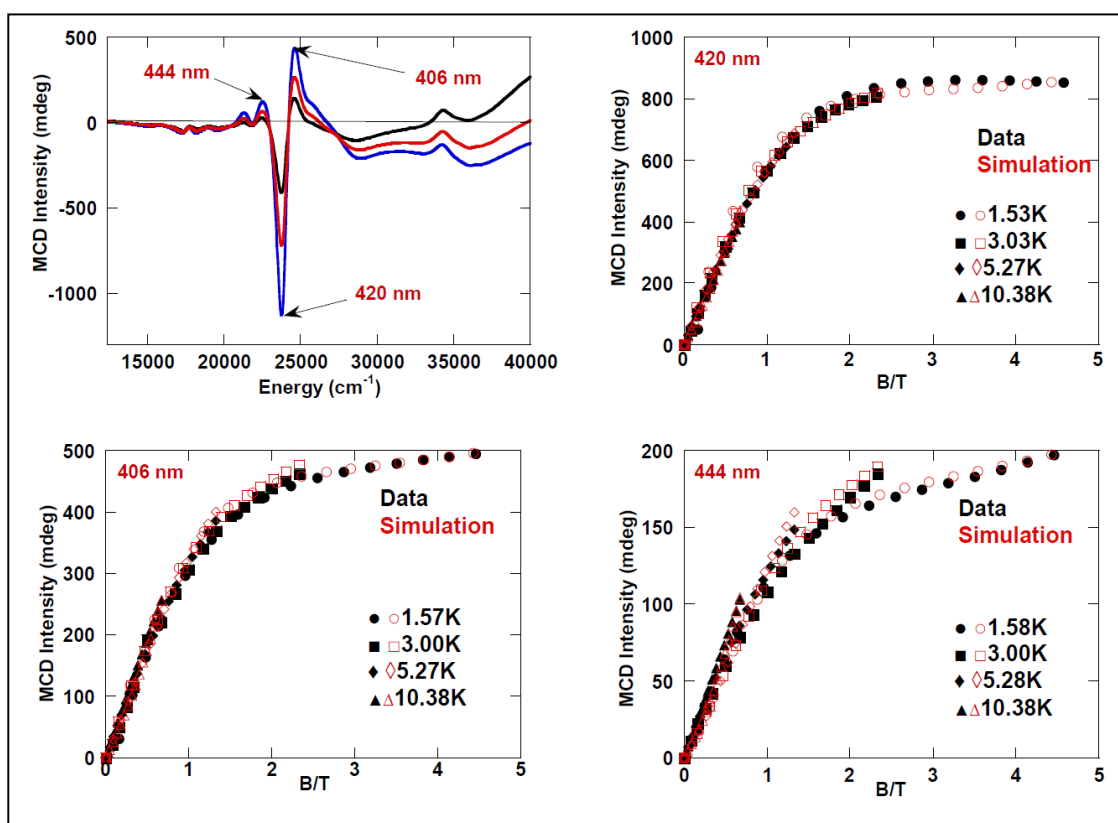 500
0
-500
-1000
MCD Intensity (mdeg)
444 nm
406 nm
420 nm
15000 20000 25000 30000 35000 40000
Energy (cm⁻¹)
1000
800
600
400
200
0
MCD Intensity (mdeg)
420 nm
Data
Simulation
●○1.53K
■□3.03K
◆◊5.27K
▲△10.38K
0 1 2 3 4 5
B/T
500
400
300
200
100
0
MCD Intensity (mdeg)
406 nm
Data
Simulation
●○1.57K
■□3.00K
◆◊5.27K
▲△10.38K
0 1 2 3 4 5
B/T
200
150
100
50
0
MCD Intensity (mdeg)
444 nm
Data
Simulation
●○1.58K
■□3.00K
◆◊5.28K
▲△10.38K
0 1 2 3 4 5
B/T